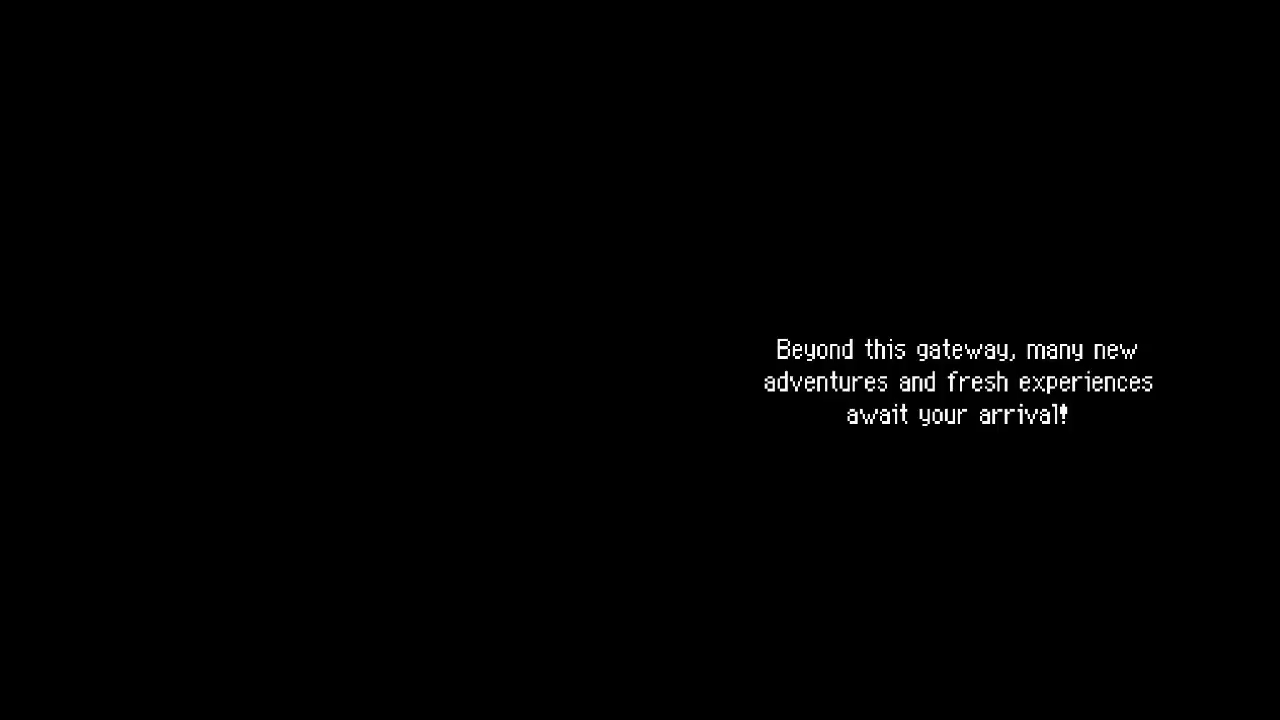 Beyond this gateway, many new
adventures and fresh experiences
await your arrival!